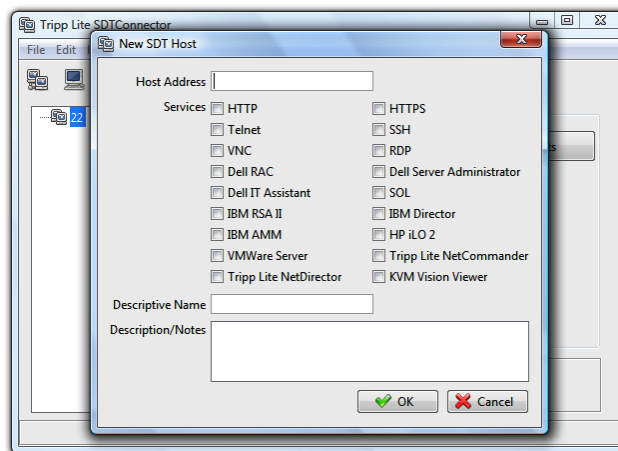 Tripp Lite SDTConnector
File Edit
New SDT Host
22
Host Address
Services
HTTP HTTPS
Telnet SSH
VNC RDP
Dell RAC Dell Server Administrator
Dell IT Assistant SOL
IBM RSA II IBM Director
IBM AMM HP iLO 2
VMWare Server Tripp Lite NetCommander
Tripp Lite NetDirector KVM Vision Viewer
Descriptive Name
Description/Notes
OK Cancel